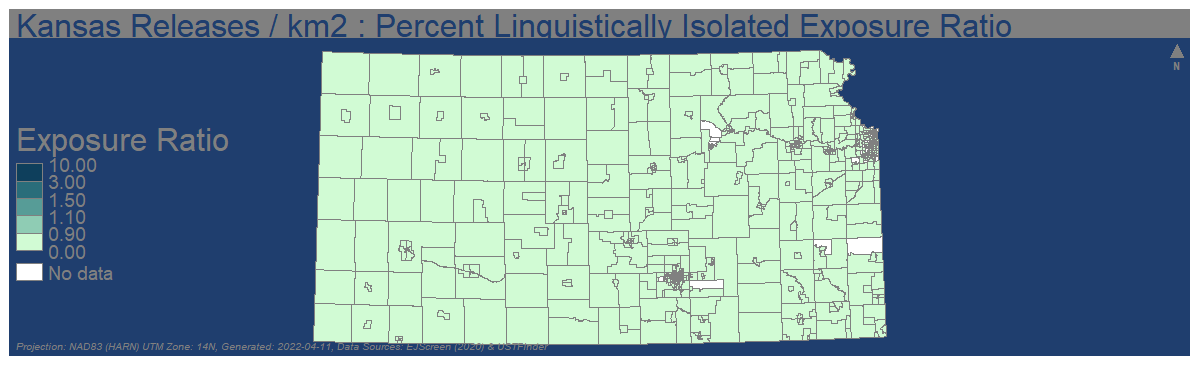 Kansas Releases / km2 : Percent Linguistically Isolated Exposure Ratio
N
Exposure Ratio
10.00
3.00
1.50
1.10
0.90
0.00
No data
Projection: NAD83 (HARN) UTM Zone: 14N, Generated: 2022-04-11, Data Sources: EJScreen (2020) & USTFinder